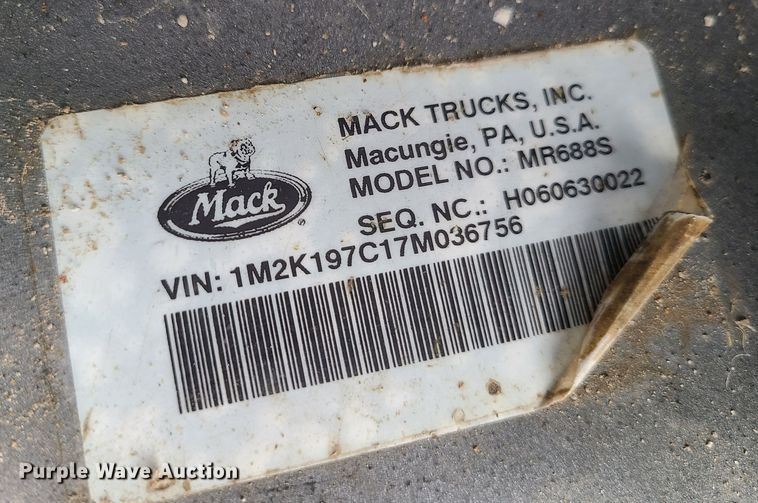 MACK TRUCKS, INC.
Macungie, PA, U.S.A.
MODEL NO.: MR688S
SEQ. NC.: H060630022
Mack
®
VIN: 1M2K197C17M036756
Purple Wave Auction